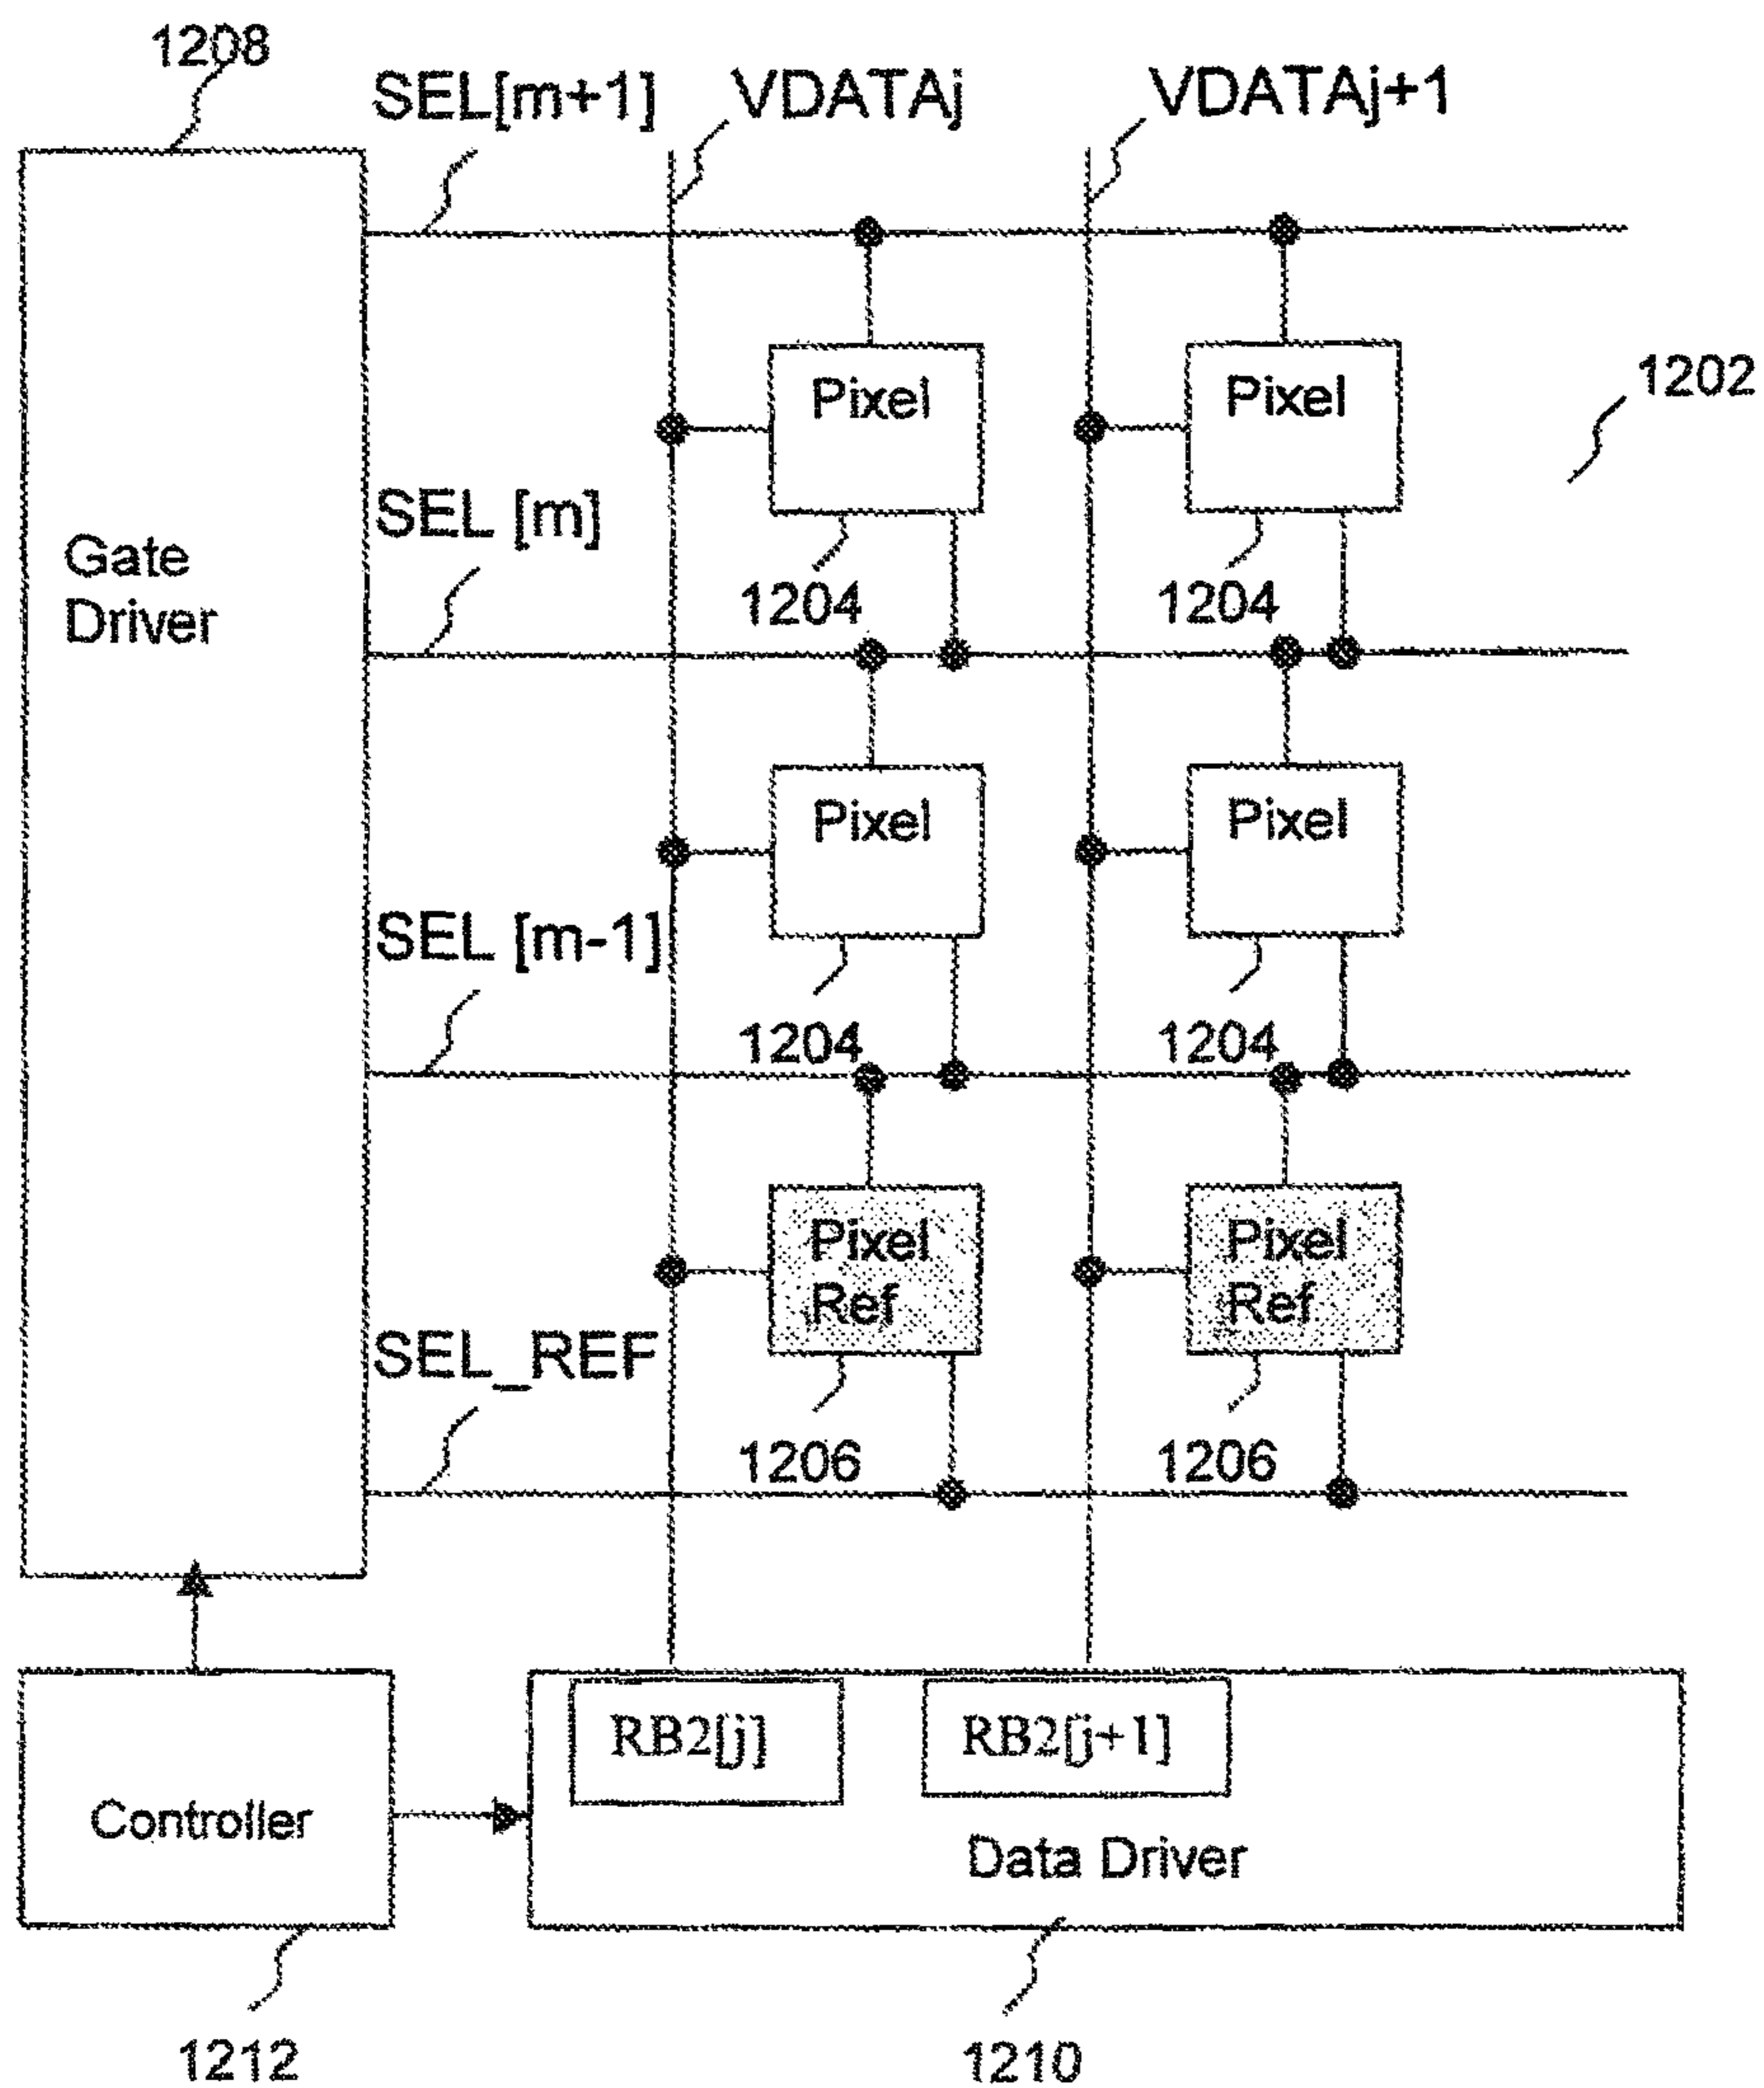 1208
SEL[m+1]
VDATAj
VDATAj+1
Pixel
Pixel
1202
SEL [m]
Gate
Driver
1204
1204
Pixel
Pixel
SEL [m-1]
1204
1204
Pixel
Ref
Pixel
Ref
SEL_REF
1206
1206
RB2[j]
RB2[j+1]
Controller
Data Driver
1212
1210